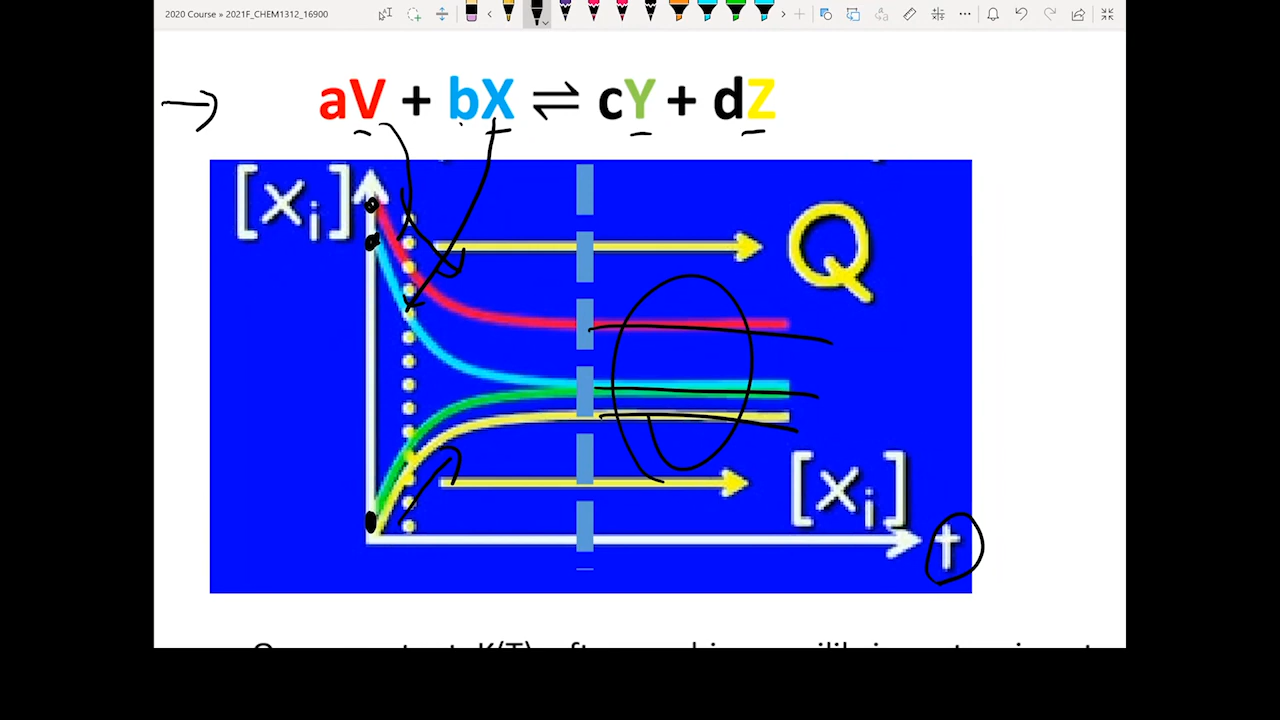 2020 Course » 2021F_CHEM1312_16900
aV + bX ⇌ cY + dZ
[xi]
Q
[xi]
t